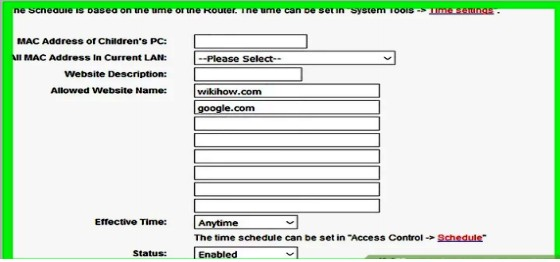 The Schedule is based on the time of the Router. The time can be set in "System Tools -> Time settings".
MAC Address of Children's PC:
All MAC Address In Current LAN: --Please Select--
Website Description:
Allowed Website Name: wikihow.com
google.com
Effective Time: Anytime
The time schedule can be set in "Access Control -> Schedule"
Status: Enabled